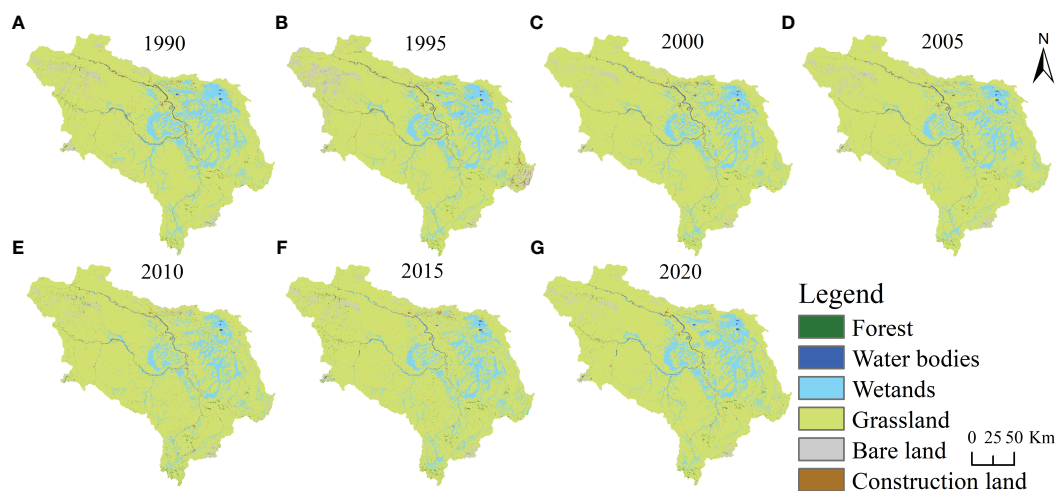 A
1990
B
1995
C
2000
D
2005
N
E
2010
F
2015
G
2020
Legend
Forest
Water bodies
Wetands
Grassland
Bare land
Construction land
0 25 50 Km